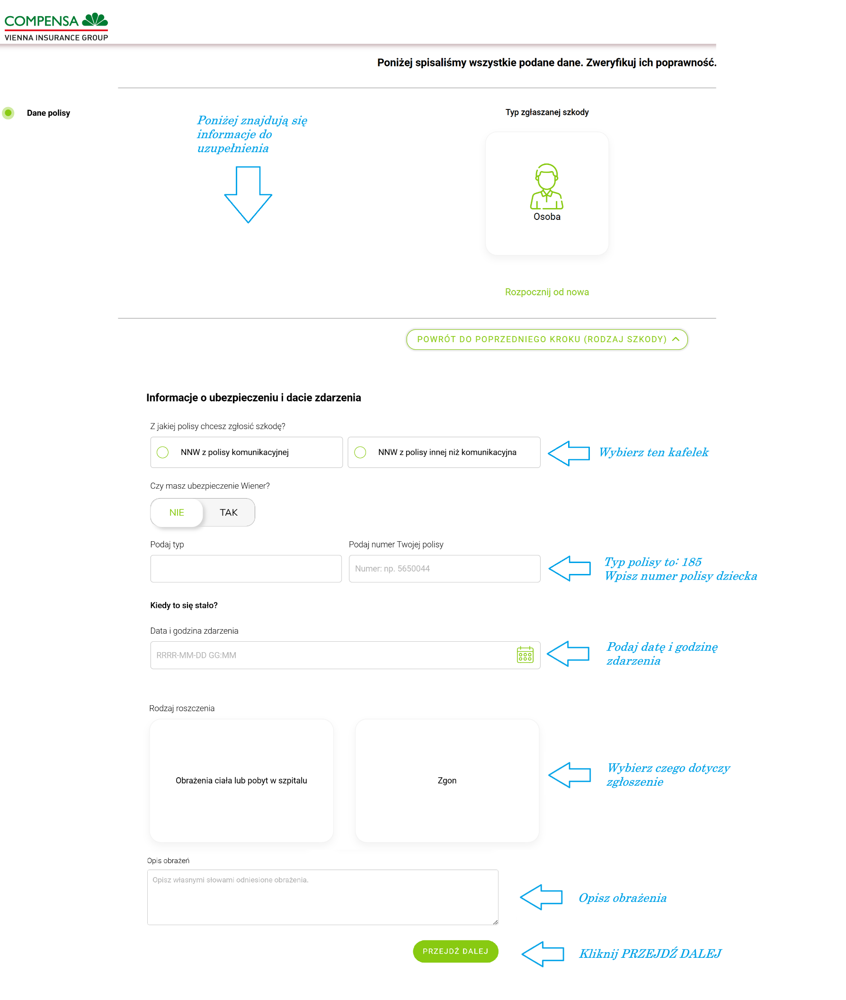 COMPENSA
VIENNA INSURANCE GROUP
Poniżej spisaliśmy wszystkie podane dane. Zweryfikuj ich poprawność.
Dane polisy
Poniżej znajdują się
informacje do
uzupełnienia
Typ zgłaszanej szkody
Osoba
Rozpocznij od nowa
POWRÓT DO POPRZEDNIEGO KROKU (RODZAJ SZKODY)
Informacje o ubezpieczeniu i dacie zdarzenia
Z jakiej polisy chcesz zgłosić szkodę?
NNW z polisy komunikacyjnej
NNW z polisy innej niż komunikacyjna
Wybierz ten kafelek
Czy masz ubezpieczenie Wiener?
NIE
TAK
Podaj typ
Podaj numer Twojej polisy
Numer: np. 5650044
Typ polisy to: 185
Wpisz numer polisy dziecka
Kiedy to się stało?
Data i godzina zdarzenia
RRRR-MM-DD GG:MM
Podaj datę i godzinę
zdarzenia
Rodzaj roszczenia
Obrażenia ciała lub pobyt w szpitalu
Zgon
Wybierz czego dotyczy
zgłoszenie
Opis obrażeń
Opisz własnymi słowami odniesione obrażenia.
Opisz obrażenia
PRZEJDŹ DALEJ
Kliknij PRZEJDŹ DALEJ